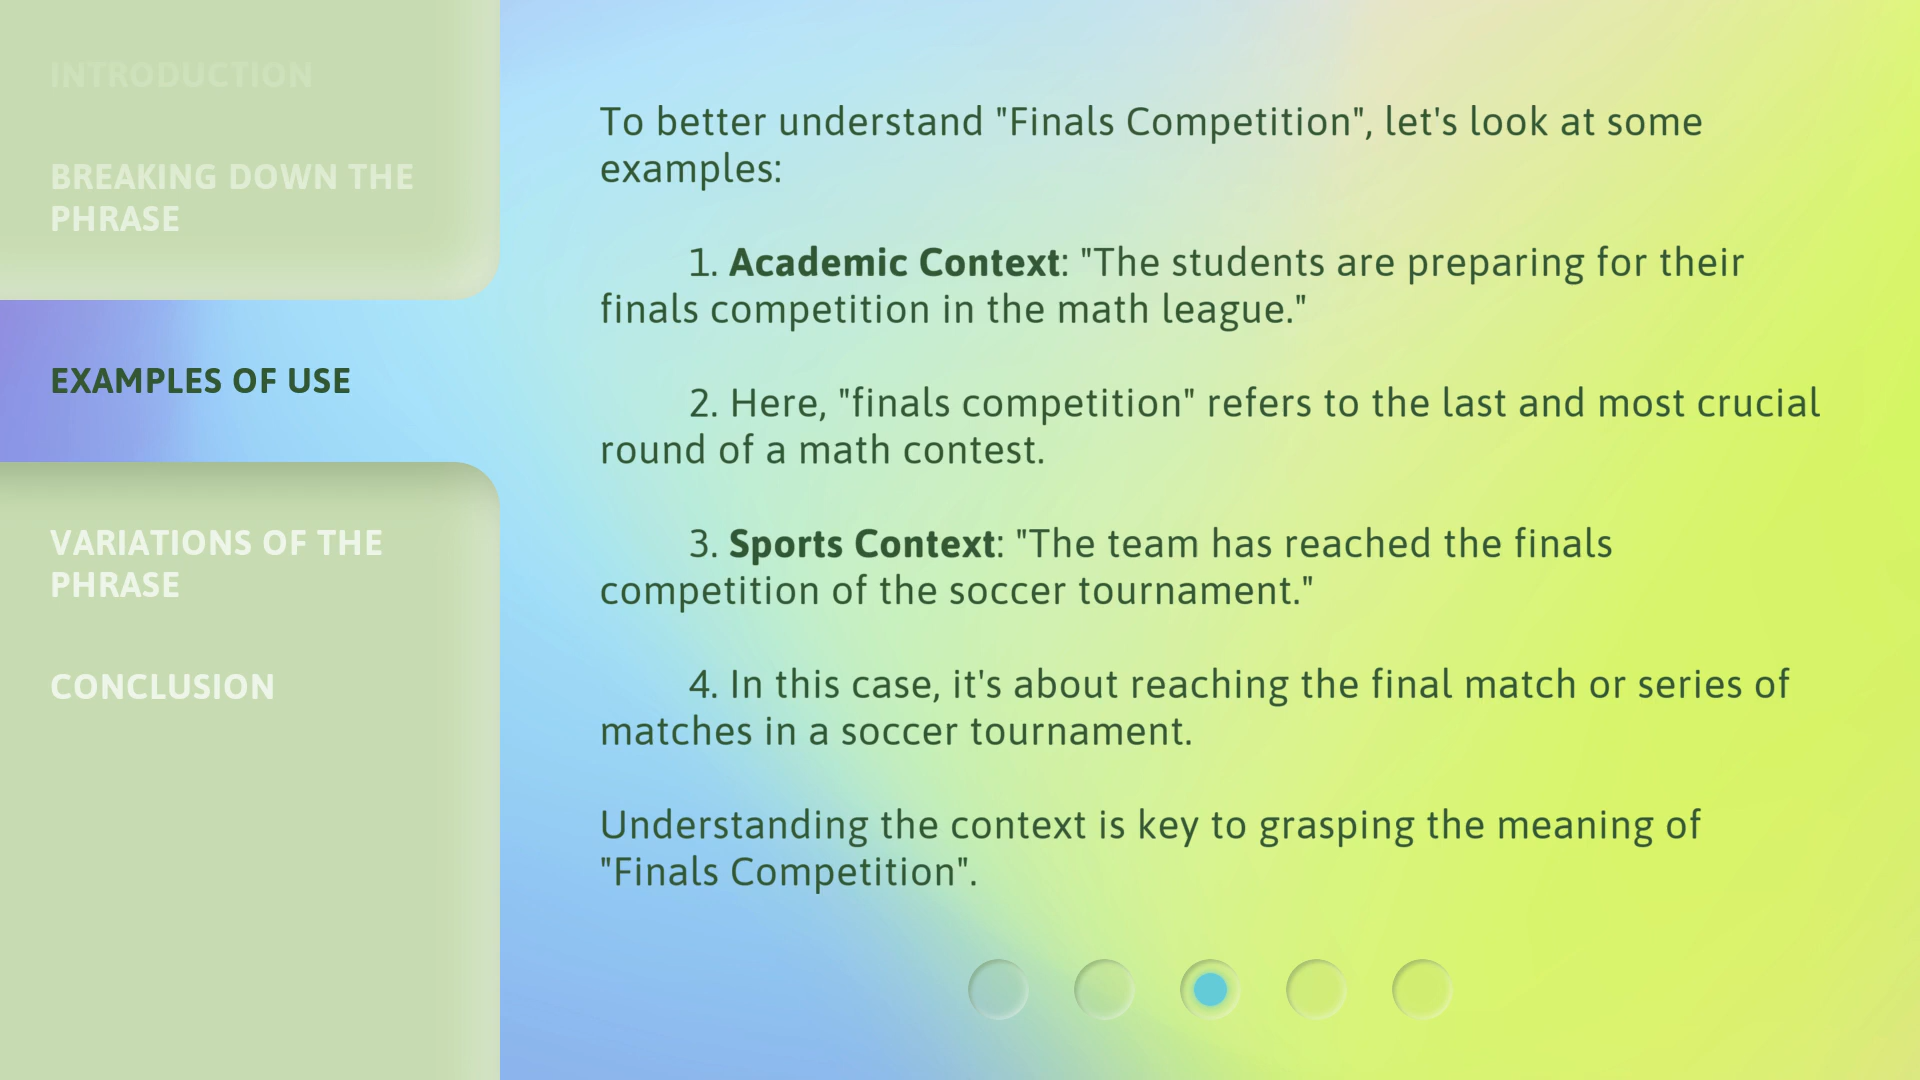 INTRODUCTION
BREAKING DOWN THE
PHRASE
EXAMPLES OF USE
VARIATIONS OF THE
PHRASE
CONCLUSION
To better understand "Finals Competition", let's look at some
examples:
1. Academic Context: "The students are preparing for their
finals competition in the math league."
2. Here, "finals competition" refers to the last and most crucial
round of a math contest.
3. Sports Context: "The team has reached the finals
competition of the soccer tournament."
4. In this case, it's about reaching the final match or series of
matches in a soccer tournament.
Understanding the context is key to grasping the meaning of
"Finals Competition".